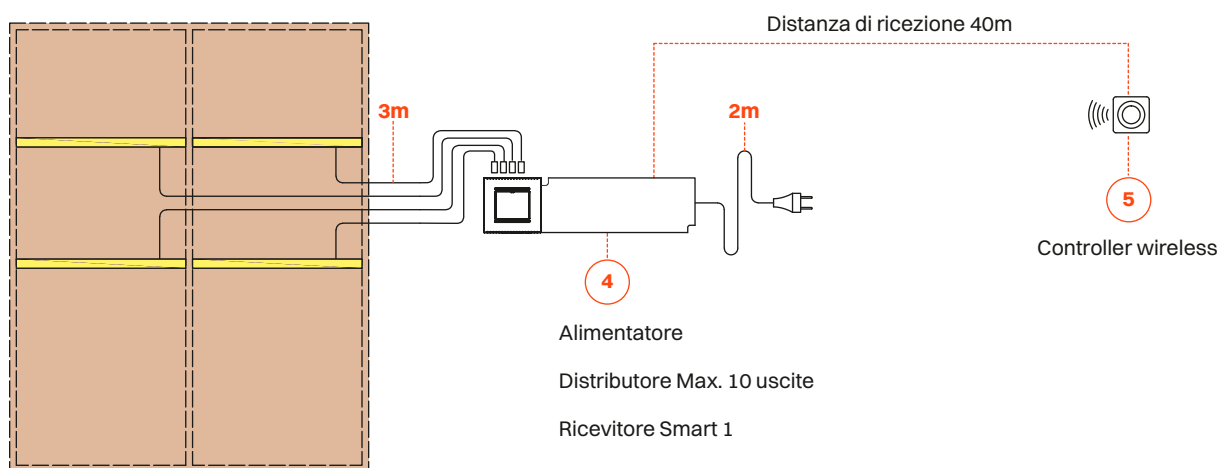 Distanza di ricezione 40m
3m
2m
5
Controller wireless
4
Alimentatore
Distributore Max. 10 uscite
Ricevitore Smart 1